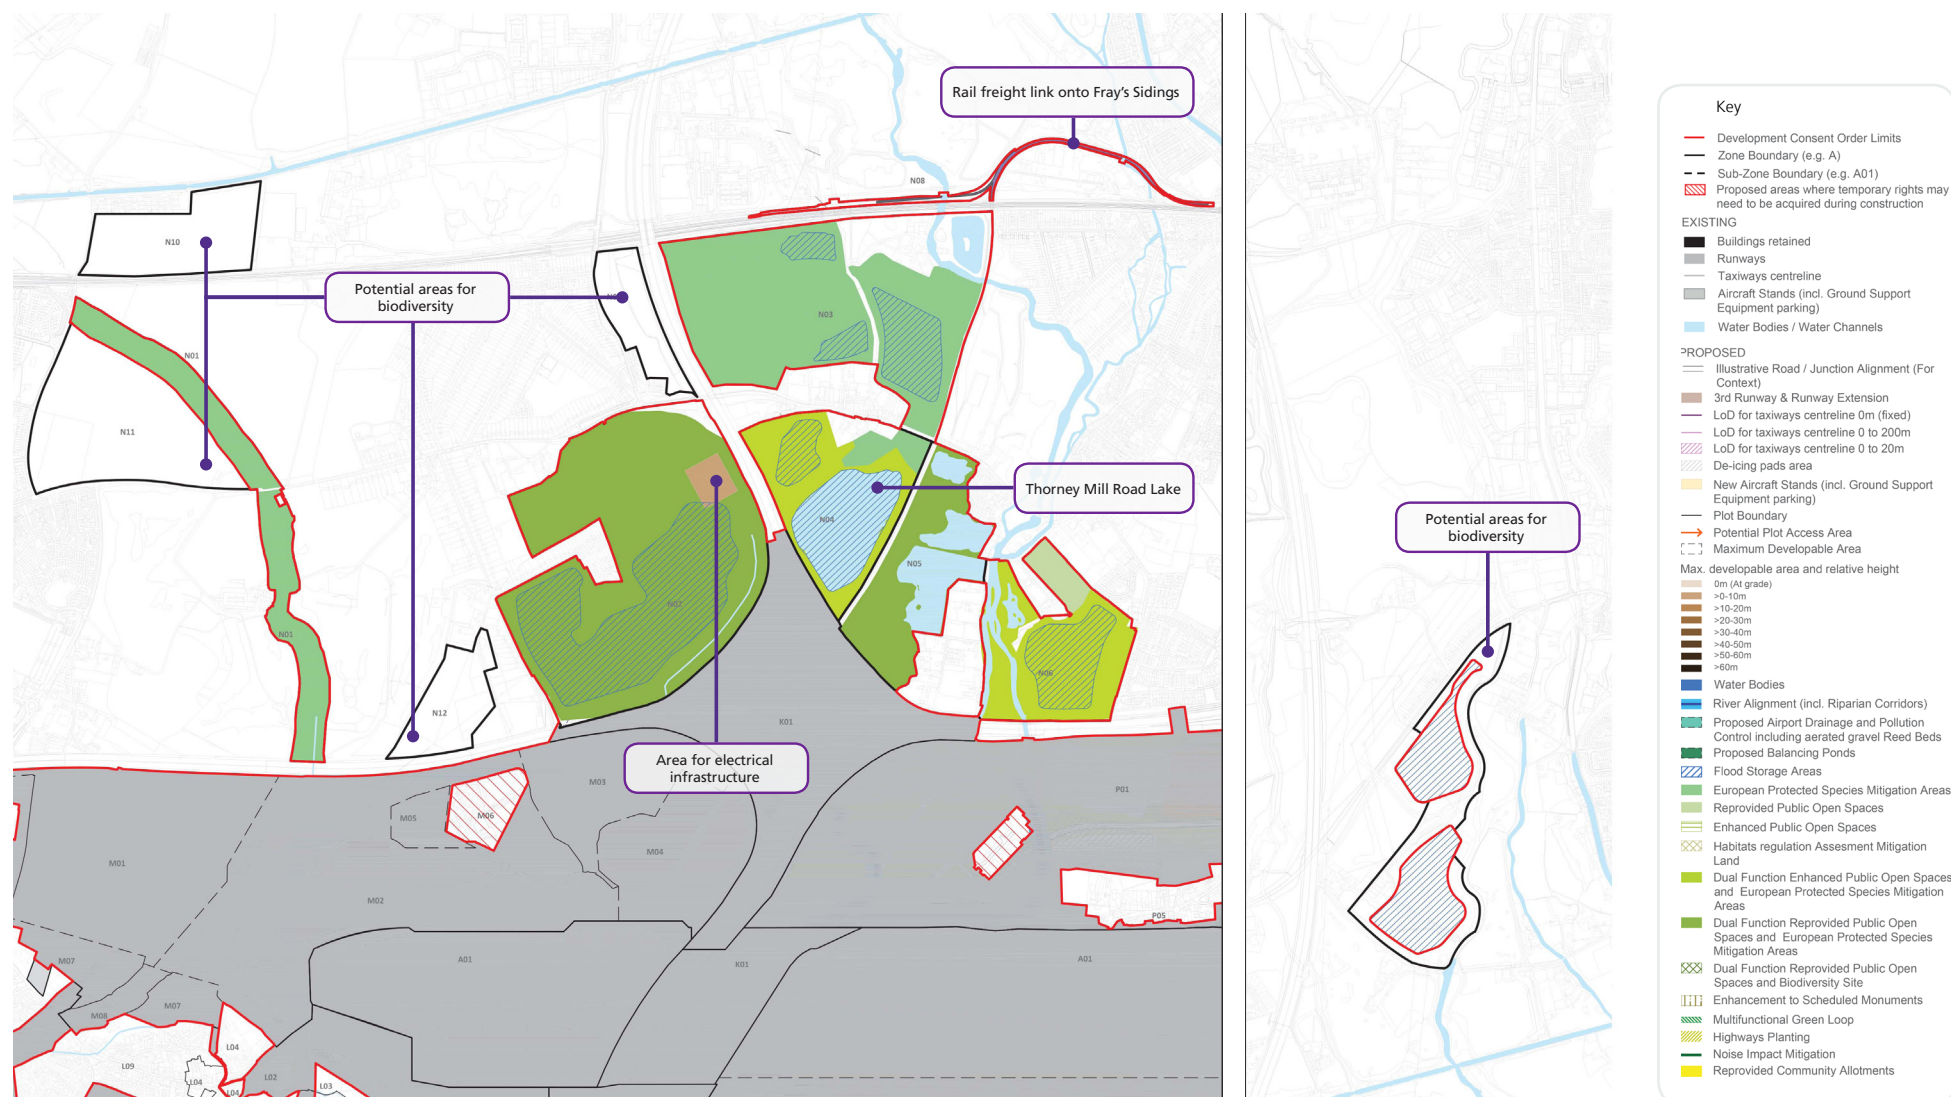 Rail freight link onto Fray's Sidings
N08
N10
Potential areas for
biodiversity
N03
N01
N11
Thorney Mill Road Lake
N04
N05
N02
N01
N06
N12
K01
Area for electrical
infrastructure
M03
M05
M06
P01
M01
M04
M02
P05
A01
K01
A01
M07
M07
M08
L04
L09
L02
L04
L03
L04
Potential areas for
biodiversity
Key
Development Consent Order Limits
Zone Boundary (e.g. A)
Sub-Zone Boundary (e.g. A01)
Proposed areas where temporary rights may
need to be acquired during construction
EXISTING
Buildings retained
Runways
Taxiways centreline
Aircraft Stands (incl. Ground Support
Equipment parking)
Water Bodies / Water Channels
PROPOSED
Illustrative Road / Junction Alignment (For
Context)
3rd Runway & Runway Extension
LoD for taxiways centreline 0m (fixed)
LoD for taxiways centreline 0 to 200m
LoD for taxiways centreline 0 to 20m
De-icing pads area
New Aircraft Stands (incl. Ground Support
Equipment parking)
Plot Boundary
Potential Plot Access Area
Maximum Developable Area
Max. developable area and relative height
0m (At grade)
>0-10m
>10-20m
>20-30m
>30-40m
>40-50m
>50-60m
>60m
Water Bodies
River Alignment (incl. Riparian Corridors)
Proposed Airport Drainage and Pollution
Control including aerated gravel Reed Beds
Proposed Balancing Ponds
Flood Storage Areas
European Protected Species Mitigation Areas
Reprovided Public Open Spaces
Enhanced Public Open Spaces
Habitats regulation Assesment Mitigation
Land
Dual Function Enhanced Public Open Spaces
and European Protected Species Mitigation
Areas
Dual Function Reprovided Public Open
Spaces and European Protected Species
Mitigation Areas
Dual Function Reprovided Public Open
Spaces and Biodiversity Site
Enhancement to Scheduled Monuments
Multifunctional Green Loop
Highways Planting
Noise Impact Mitigation
Reprovided Community Allotments